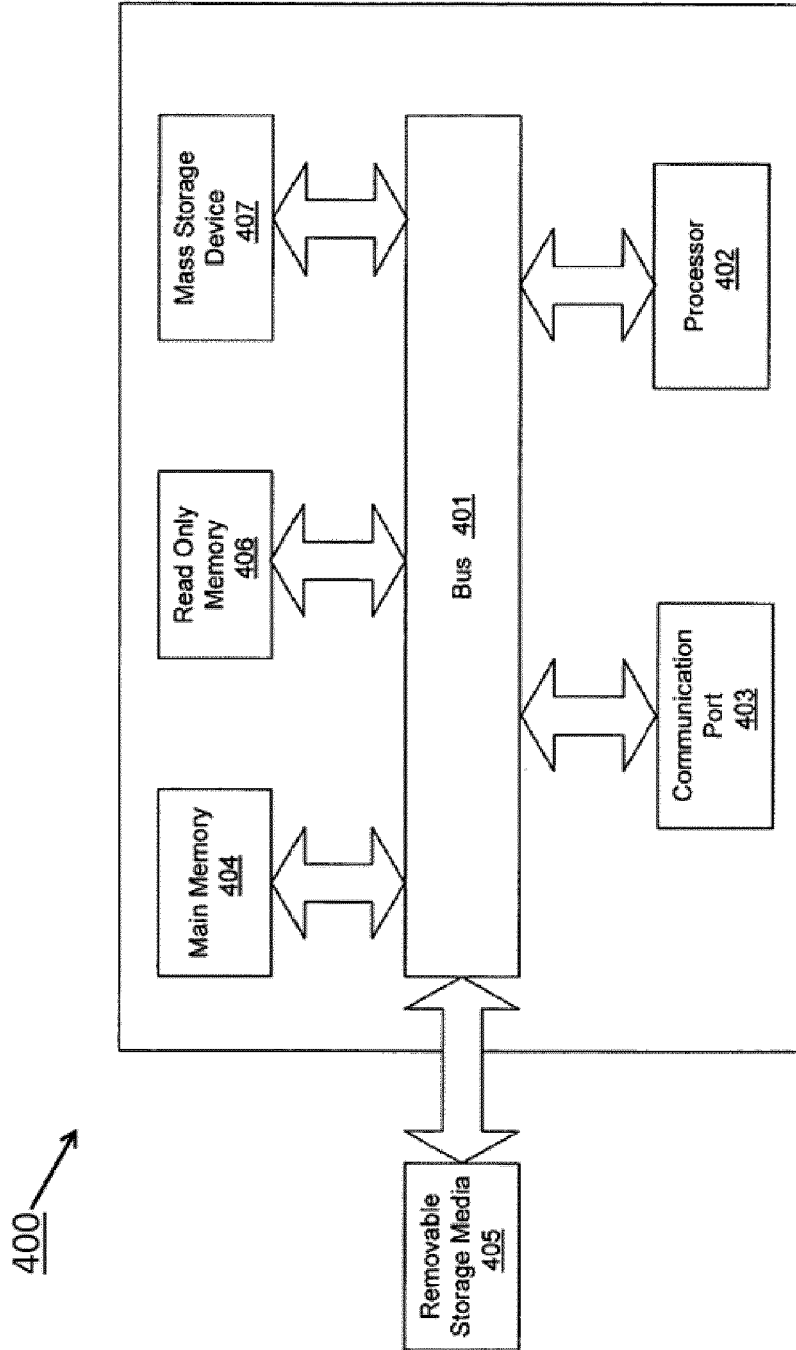 400
Removable
Storage Media
405
Main Memory
404
Read Only
Memory
406
Mass Storage
Device
407
Bus 401
Communication
Port
403
Processor
402